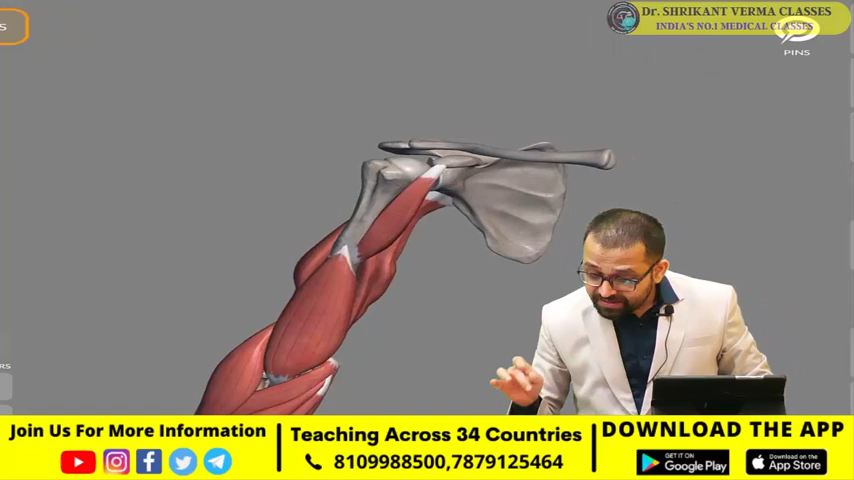 S
Dr. SHRIKANT VERMA CLASSES
INDIA'S NO.1 MEDICAL CLASSES
PINS
RS
Join Us For More Information
Teaching Across 34 Countries
8109988500,7879125464
DOWNLOAD THE APP
GET IT ON
Google Play
Download on the
App Store